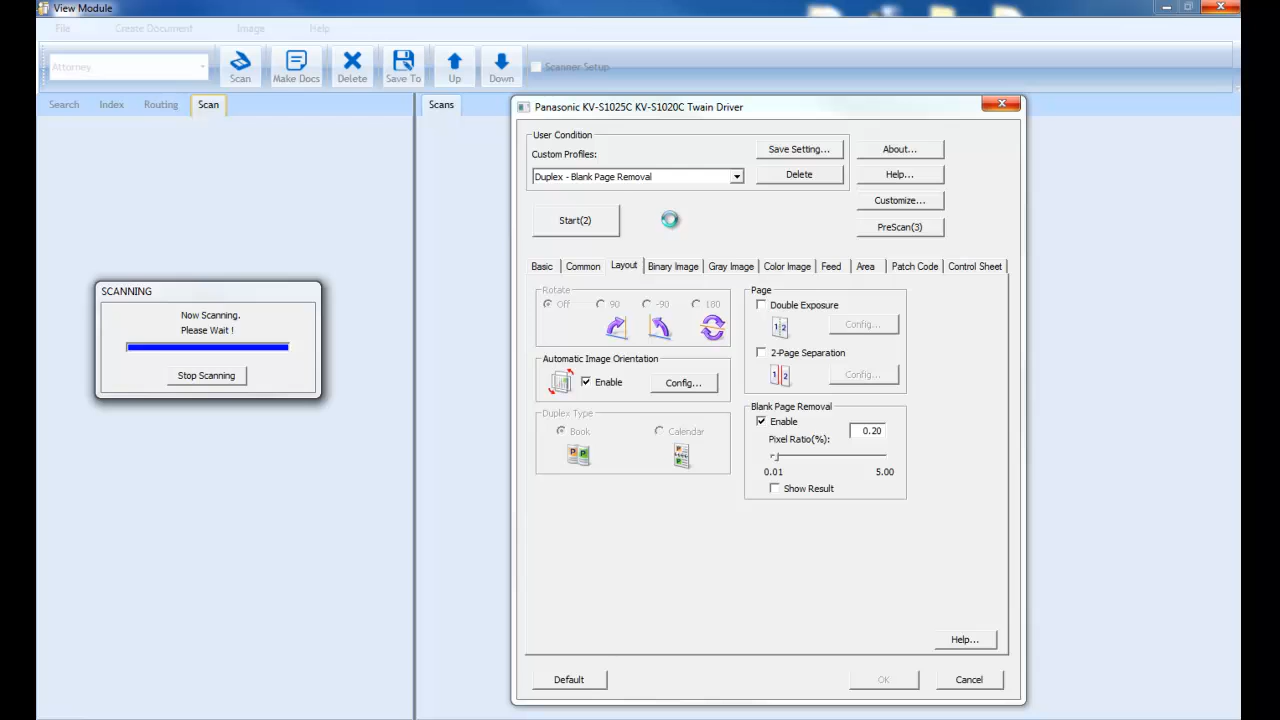 View Module
File Create Document Image Help
Attorney Scan Make Docs Delete Save To Up Down Scanner Setup
Search Index Routing Scan Scans
Panasonic KV-S1025C KV-S1020C Twain Driver
User Condition
Custom Profiles:
Duplex - Blank Page Removal
Save Setting...
Delete
About...
Help...
Customize...
PreScan(3)
Start(2)
Basic Common Layout Binary Image Gray Image Color Image Feed Area Patch Code Control Sheet
Rotate
Off 90 -90 180
Automatic Image Orientation
Enable Config...
Duplex Type
Book Calendar
Page
Double Exposure
1 2 Config...
2-Page Separation
1 2 Config...
Blank Page Removal
Enable
0.20
Pixel Ratio(%):
0.01 5.00
Show Result
Help...
Default OK Cancel
SCANNING
Now Scanning.
Please Wait !
Stop Scanning